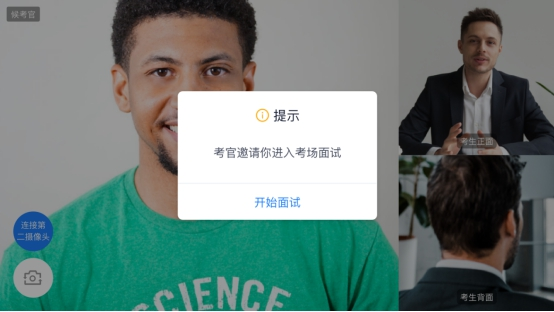 候考官
提示
考官邀请你进入考场面试
开始面试
考生正面
连接第
二摄像头
考生背面
SCIENCE